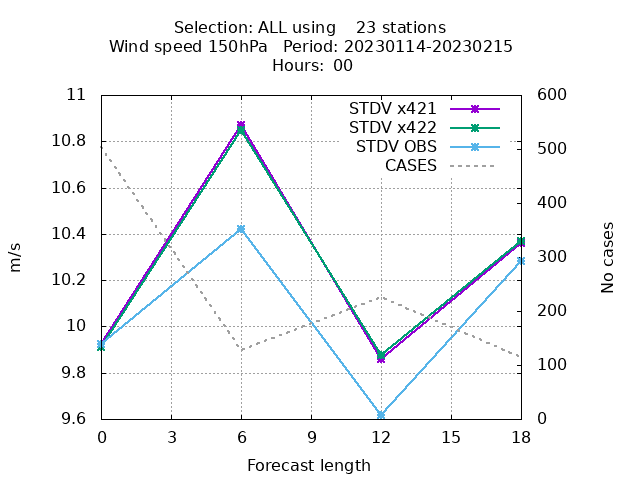 Selection: ALL using    23 stations
Wind speed 150hPa   Period: 20230114-20230215
Hours:  00
11
10.8
10.6
10.4
10.2
10
9.8
9.6
m/s
STDV x421
STDV x422
STDV OBS
CASES
600
500
400
300
200
100
0
No cases
0 3 6 9 12 15 18
Forecast length